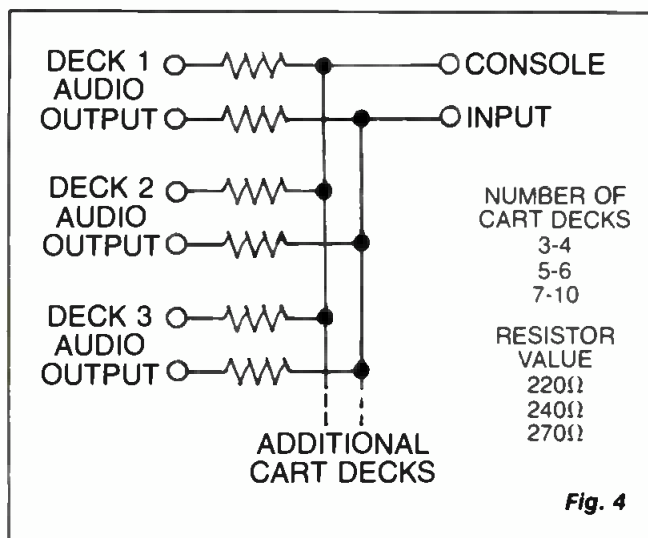 DECK 1
AUDIO
OUTPUT
CONSOLE
INPUT
DECK 2
AUDIO
OUTPUT
DECK 3
AUDIO
OUTPUT
NUMBER OF
CART DECKS
3-4
5-6
7-10
RESISTOR
VALUE
220Ω
240Ω
270Ω
ADDITIONAL
CART DECKS
Fig. 4